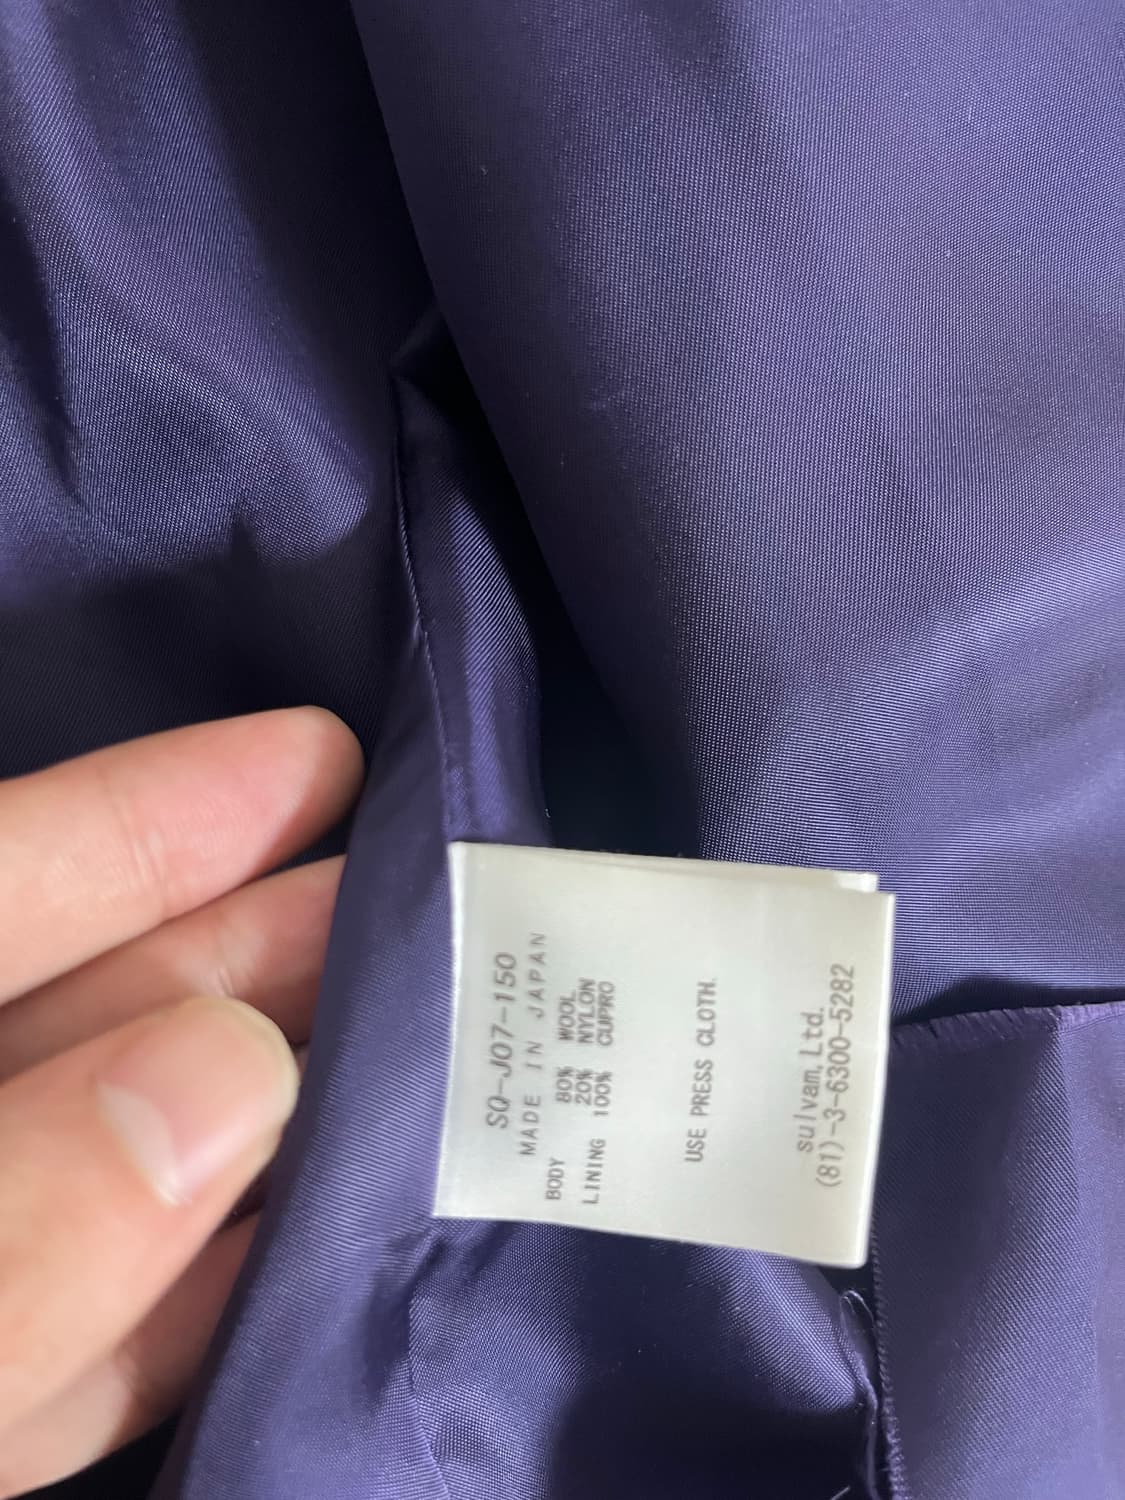 SQ-J07-150
MADE IN JAPAN
BODY 80% WOOL
20% NYLON
LINING 100% CUPRO
USE PRESS CLOTH.
sulvam, Ltd.
(81)-3-6300-5282